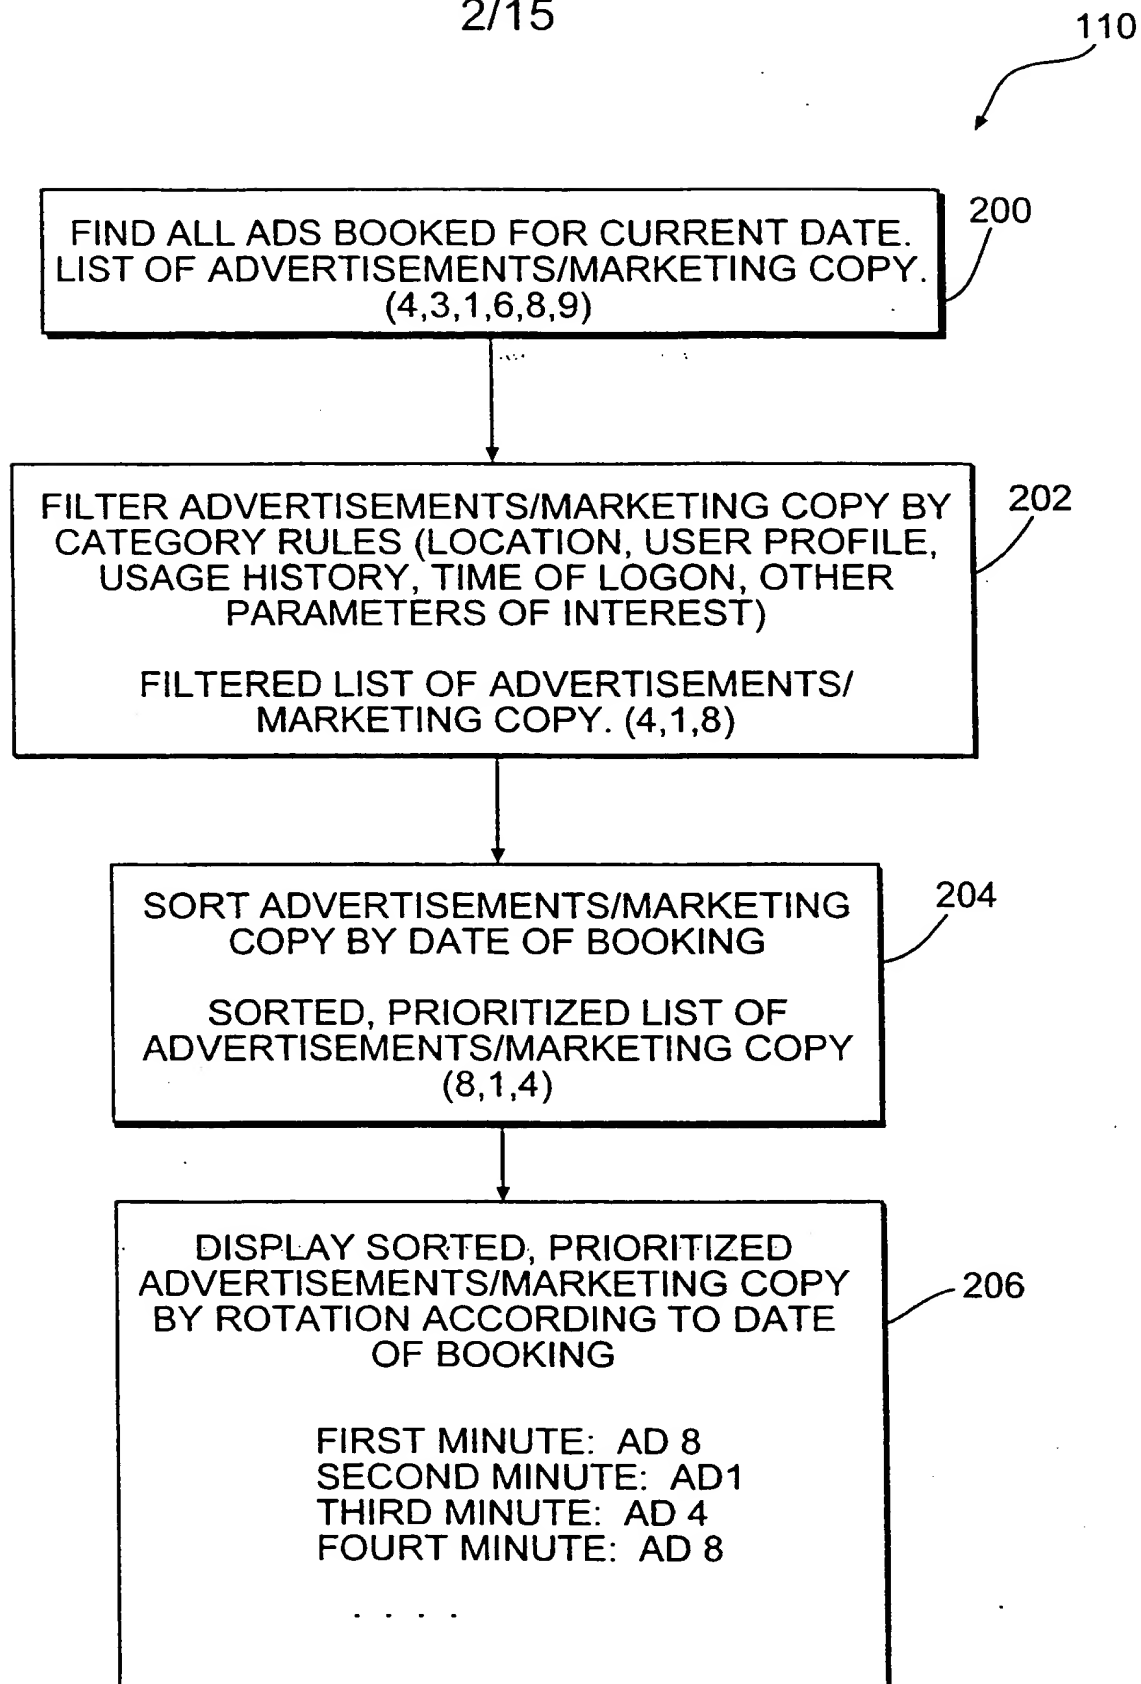 2/15
110
FIND ALL ADS BOOKED FOR CURRENT DATE.
LIST OF ADVERTISEMENTS/MARKETING COPY.
(4,3,1,6,8,9)
200
FILTER ADVERTISEMENTS/MARKETING COPY BY
CATEGORY RULES (LOCATION, USER PROFILE,
USAGE HISTORY, TIME OF LOGON, OTHER
PARAMETERS OF INTEREST)
FILTERED LIST OF ADVERTISEMENTS/
MARKETING COPY. (4,1,8)
202
SORT ADVERTISEMENTS/MARKETING
COPY BY DATE OF BOOKING
SORTED, PRIORITIZED LIST OF
ADVERTISEMENTS/MARKETING COPY
(8,1,4)
204
DISPLAY SORTED, PRIORITIZED
ADVERTISEMENTS/MARKETING COPY
BY ROTATION ACCORDING TO DATE
OF BOOKING
FIRST MINUTE: AD 8
SECOND MINUTE: AD1
THIRD MINUTE: AD 4
FOURT MINUTE: AD 8
. . . .
206